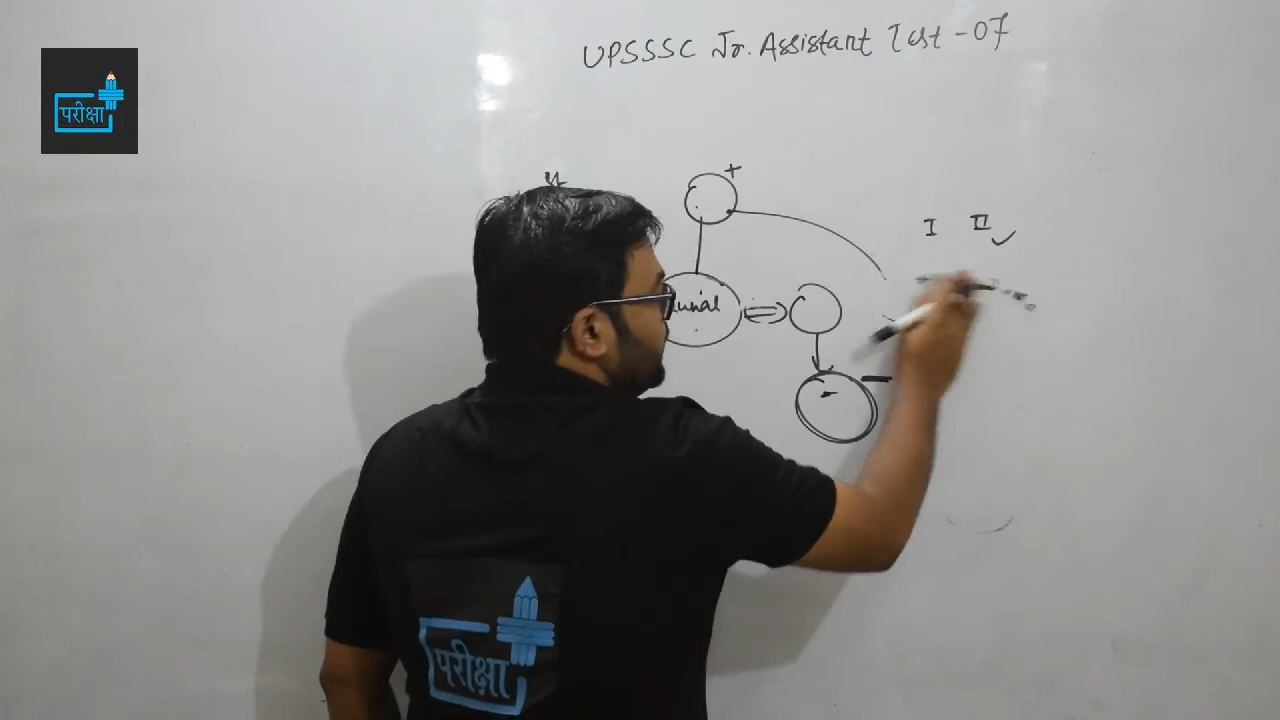 UPSSSC Jr. Assistant Test - 07
परीक्षा
+
I II ✓
-
परीक्षा